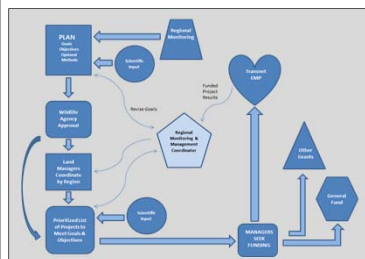 PLAN
Goals
Objectives
Optional
Methods
Regional
Monitoring
Scientific
Input
Transnet
EMP
Funded
Project
Results
Revise Goals
Wildlife
Agency
Approval
Regional
Monitoring &
Management
Coordinator
Other
Grants
Land
Managers
Coordinate
by Region
General
Fund
Prioritized List
of Projects to
Meet Goals &
Objectives
Scientific
Input
MANAGERS
SEEK
FUNDING